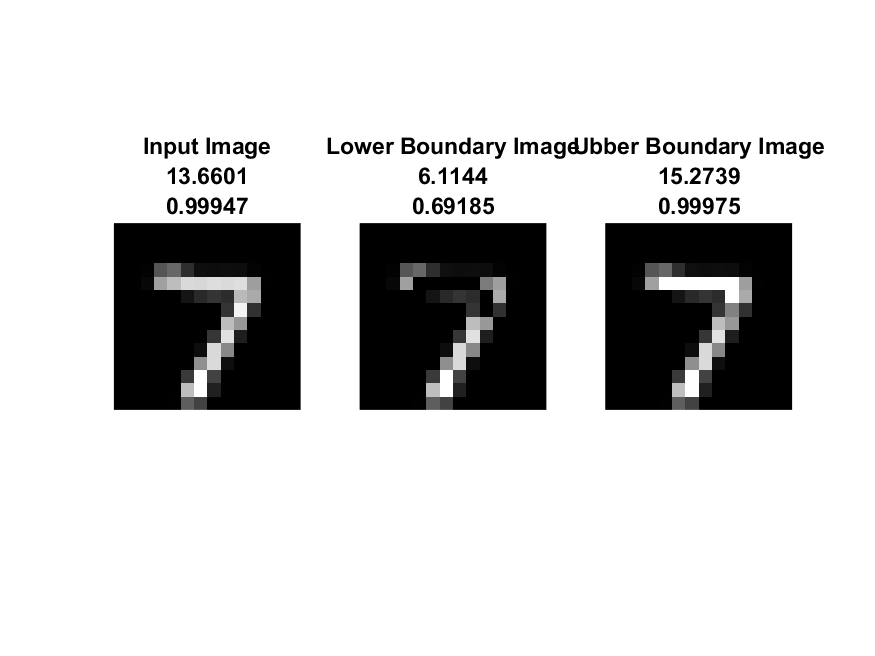 Input Image
13.6601
0.99947
Lower Boundary Image
6.1144
0.69185
Ubber Boundary Image
15.2739
0.99975